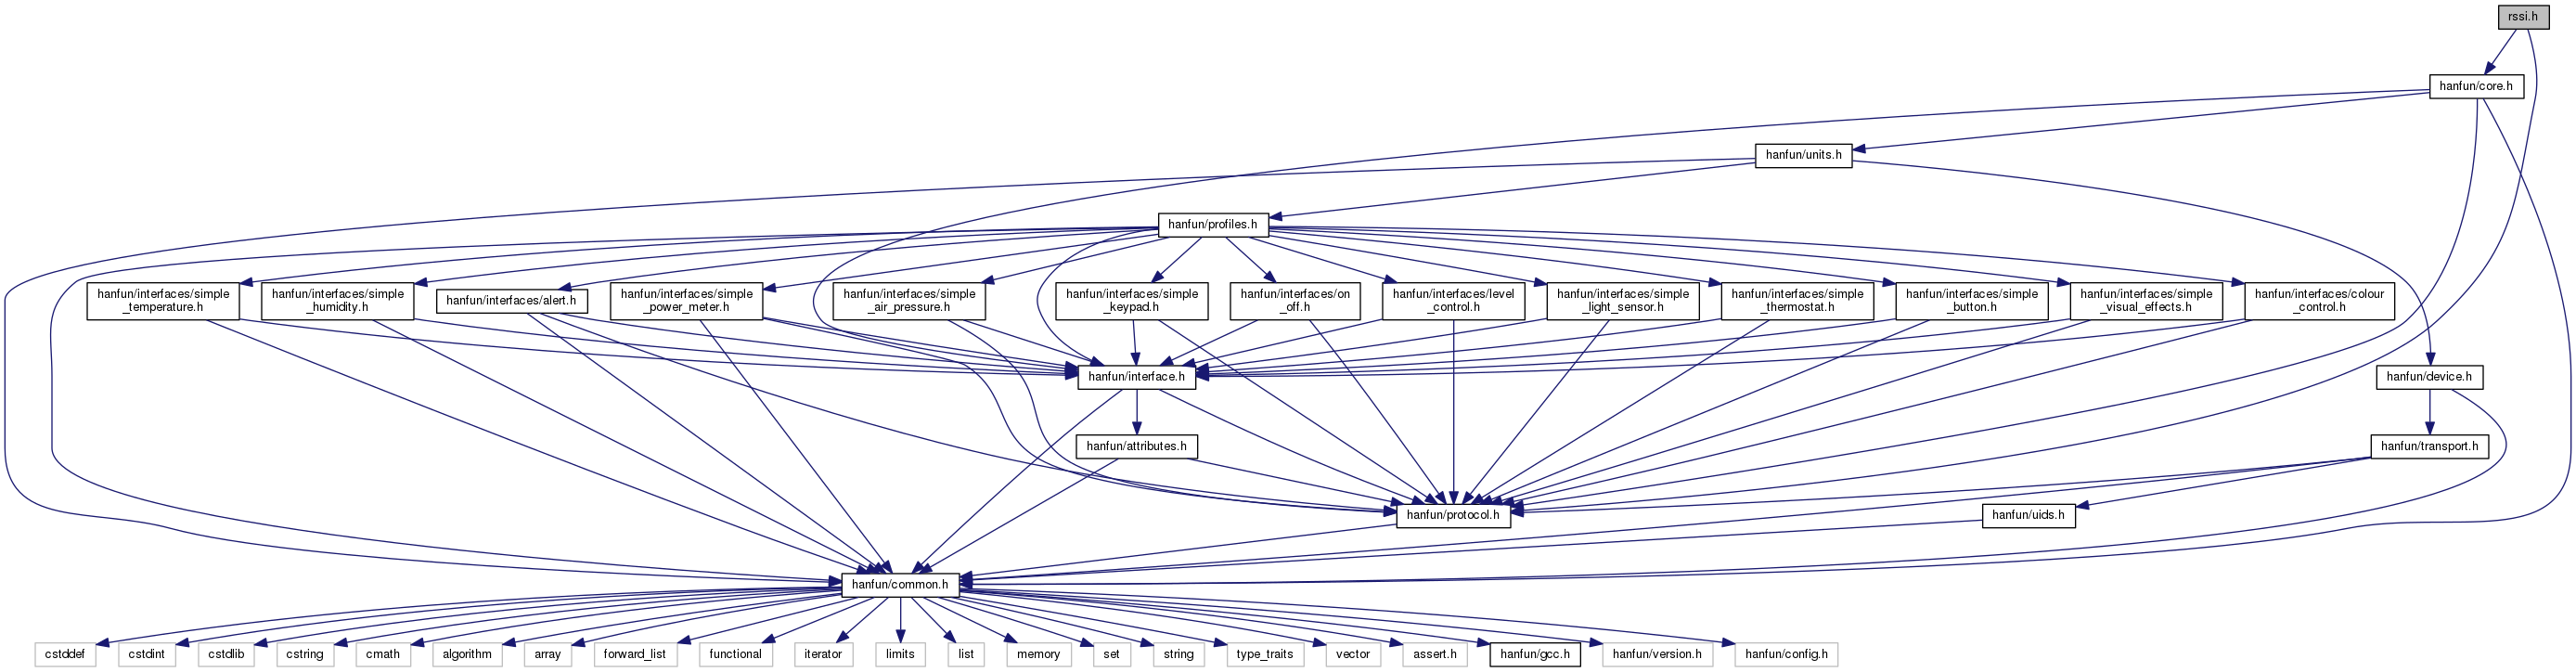 rssi.h
hanfun/core.h
hanfun/units.h
hanfun/profiles.h
hanfun/interfaces/simple
_temperature.h
hanfun/interfaces/simple
_humidity.h
hanfun/interfaces/alert.h
hanfun/interfaces/simple
_power_meter.h
hanfun/interfaces/simple
_air_pressure.h
hanfun/interfaces/simple
_keypad.h
hanfun/interfaces/on
_off.h
hanfun/interfaces/level
_control.h
hanfun/interfaces/simple
_light_sensor.h
hanfun/interfaces/simple
_thermostat.h
hanfun/interfaces/simple
_button.h
hanfun/interfaces/simple
_visual_effects.h
hanfun/interfaces/colour
_control.h
hanfun/interface.h
hanfun/device.h
hanfun/attributes.h
hanfun/transport.h
hanfun/protocol.h
hanfun/uids.h
hanfun/common.h
cstddef
cstdint
cstdlib
cstring
cmath
algorithm
array
forward_list
functional
iterator
limits
list
memory
set
string
type_traits
vector
assert.h
hanfun/gcc.h
hanfun/version.h
hanfun/config.h